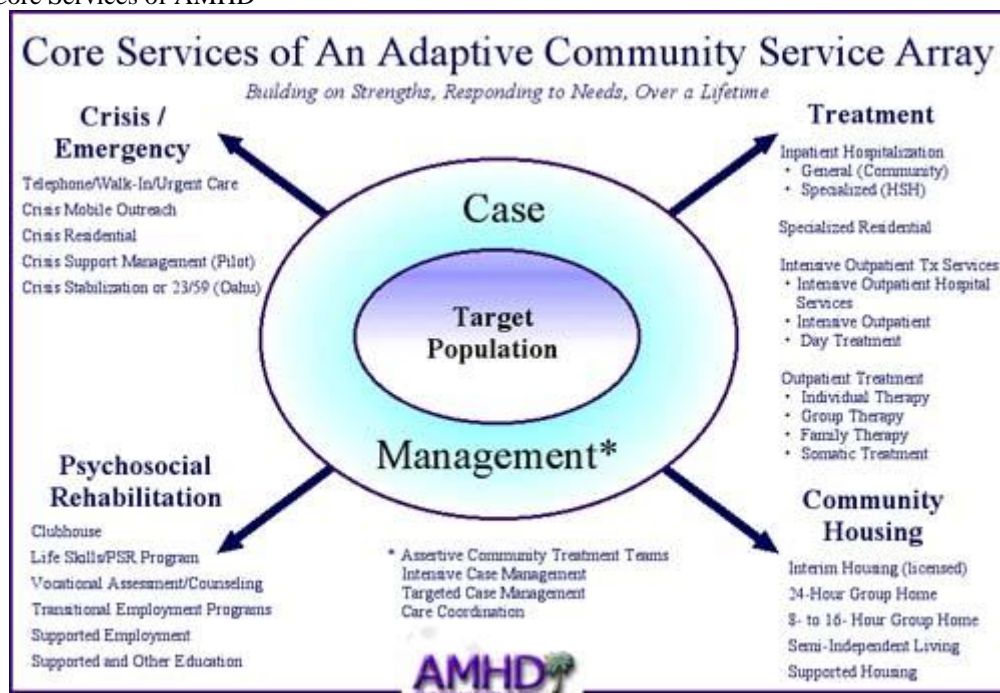 Core Services of AMHD
Core Services of An Adaptive Community Service Array
Building on Strengths, Responding to Needs, Over a Lifetime
Crisis /
Emergency
Telephone/Walk-In/Urgent Care
Crisis Mobile Outreach
Crisis Residential
Crisis Support Management (Pilot)
Crisis Stabilization or 23/59 (Oahu)
Treatment
Inpatient Hospitalization
• General (Community)
• Specialized (HSH)
Specialized Residential
Intensive Outpatient Tx Services
• Intensive Outpatient Hospital
Services
• Intensive Outpatient
• Day Treatment
Outpatient Treatment
• Individual Therapy
• Group Therapy
• Family Therapy
• Somatic Treatment
Case
Target
Population
Management*
Psychosocial
Rehabilitation
Clubhouse
Life Skills/PSR Program
Vocational Assessment/Counseling
Transitional Employment Programs
Supported Employment
Supported and Other Education
* Assertive Community Treatment Teams
Intensive Case Management
Targeted Case Management
Care Coordination
Community
Housing
Interim Housing (licensed)
24-Hour Group Home
8- to 16- Hour Group Home
Semi-Independent Living
Supported Housing
AMHD